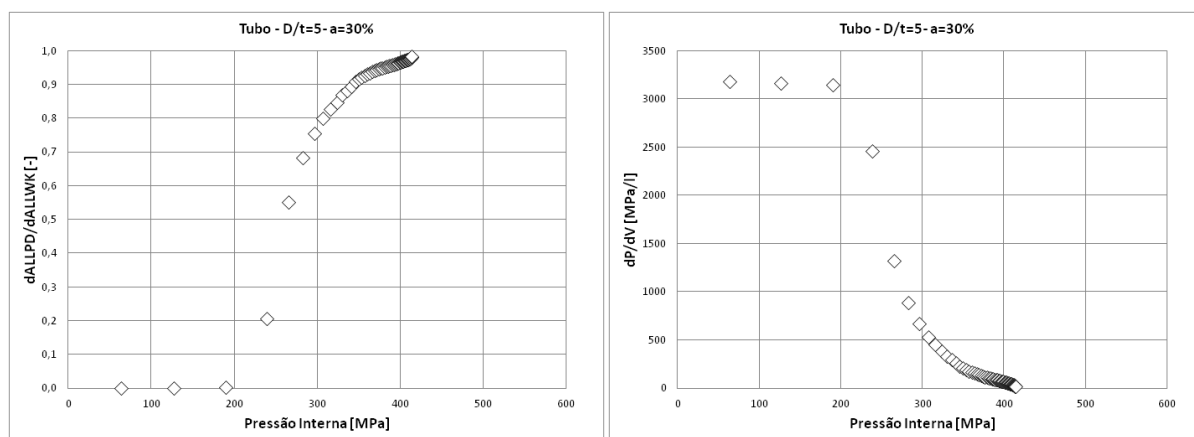 Tubo - D/t=5- a=30%
1,0
0,9
0,8
0,7
0,6
0,5
0,4
0,3
0,2
0,1
0,0
dALLPD/dALLWK [-]
0 100 200 300 400 500 600
Pressão Interna [MPa]
Tubo - D/t=5- a=30%
3500
3000
2500
2000
1500
1000
500
0
dP/dV [MPa/l]
0 100 200 300 400 500 600
Pressão Interna [MPa]